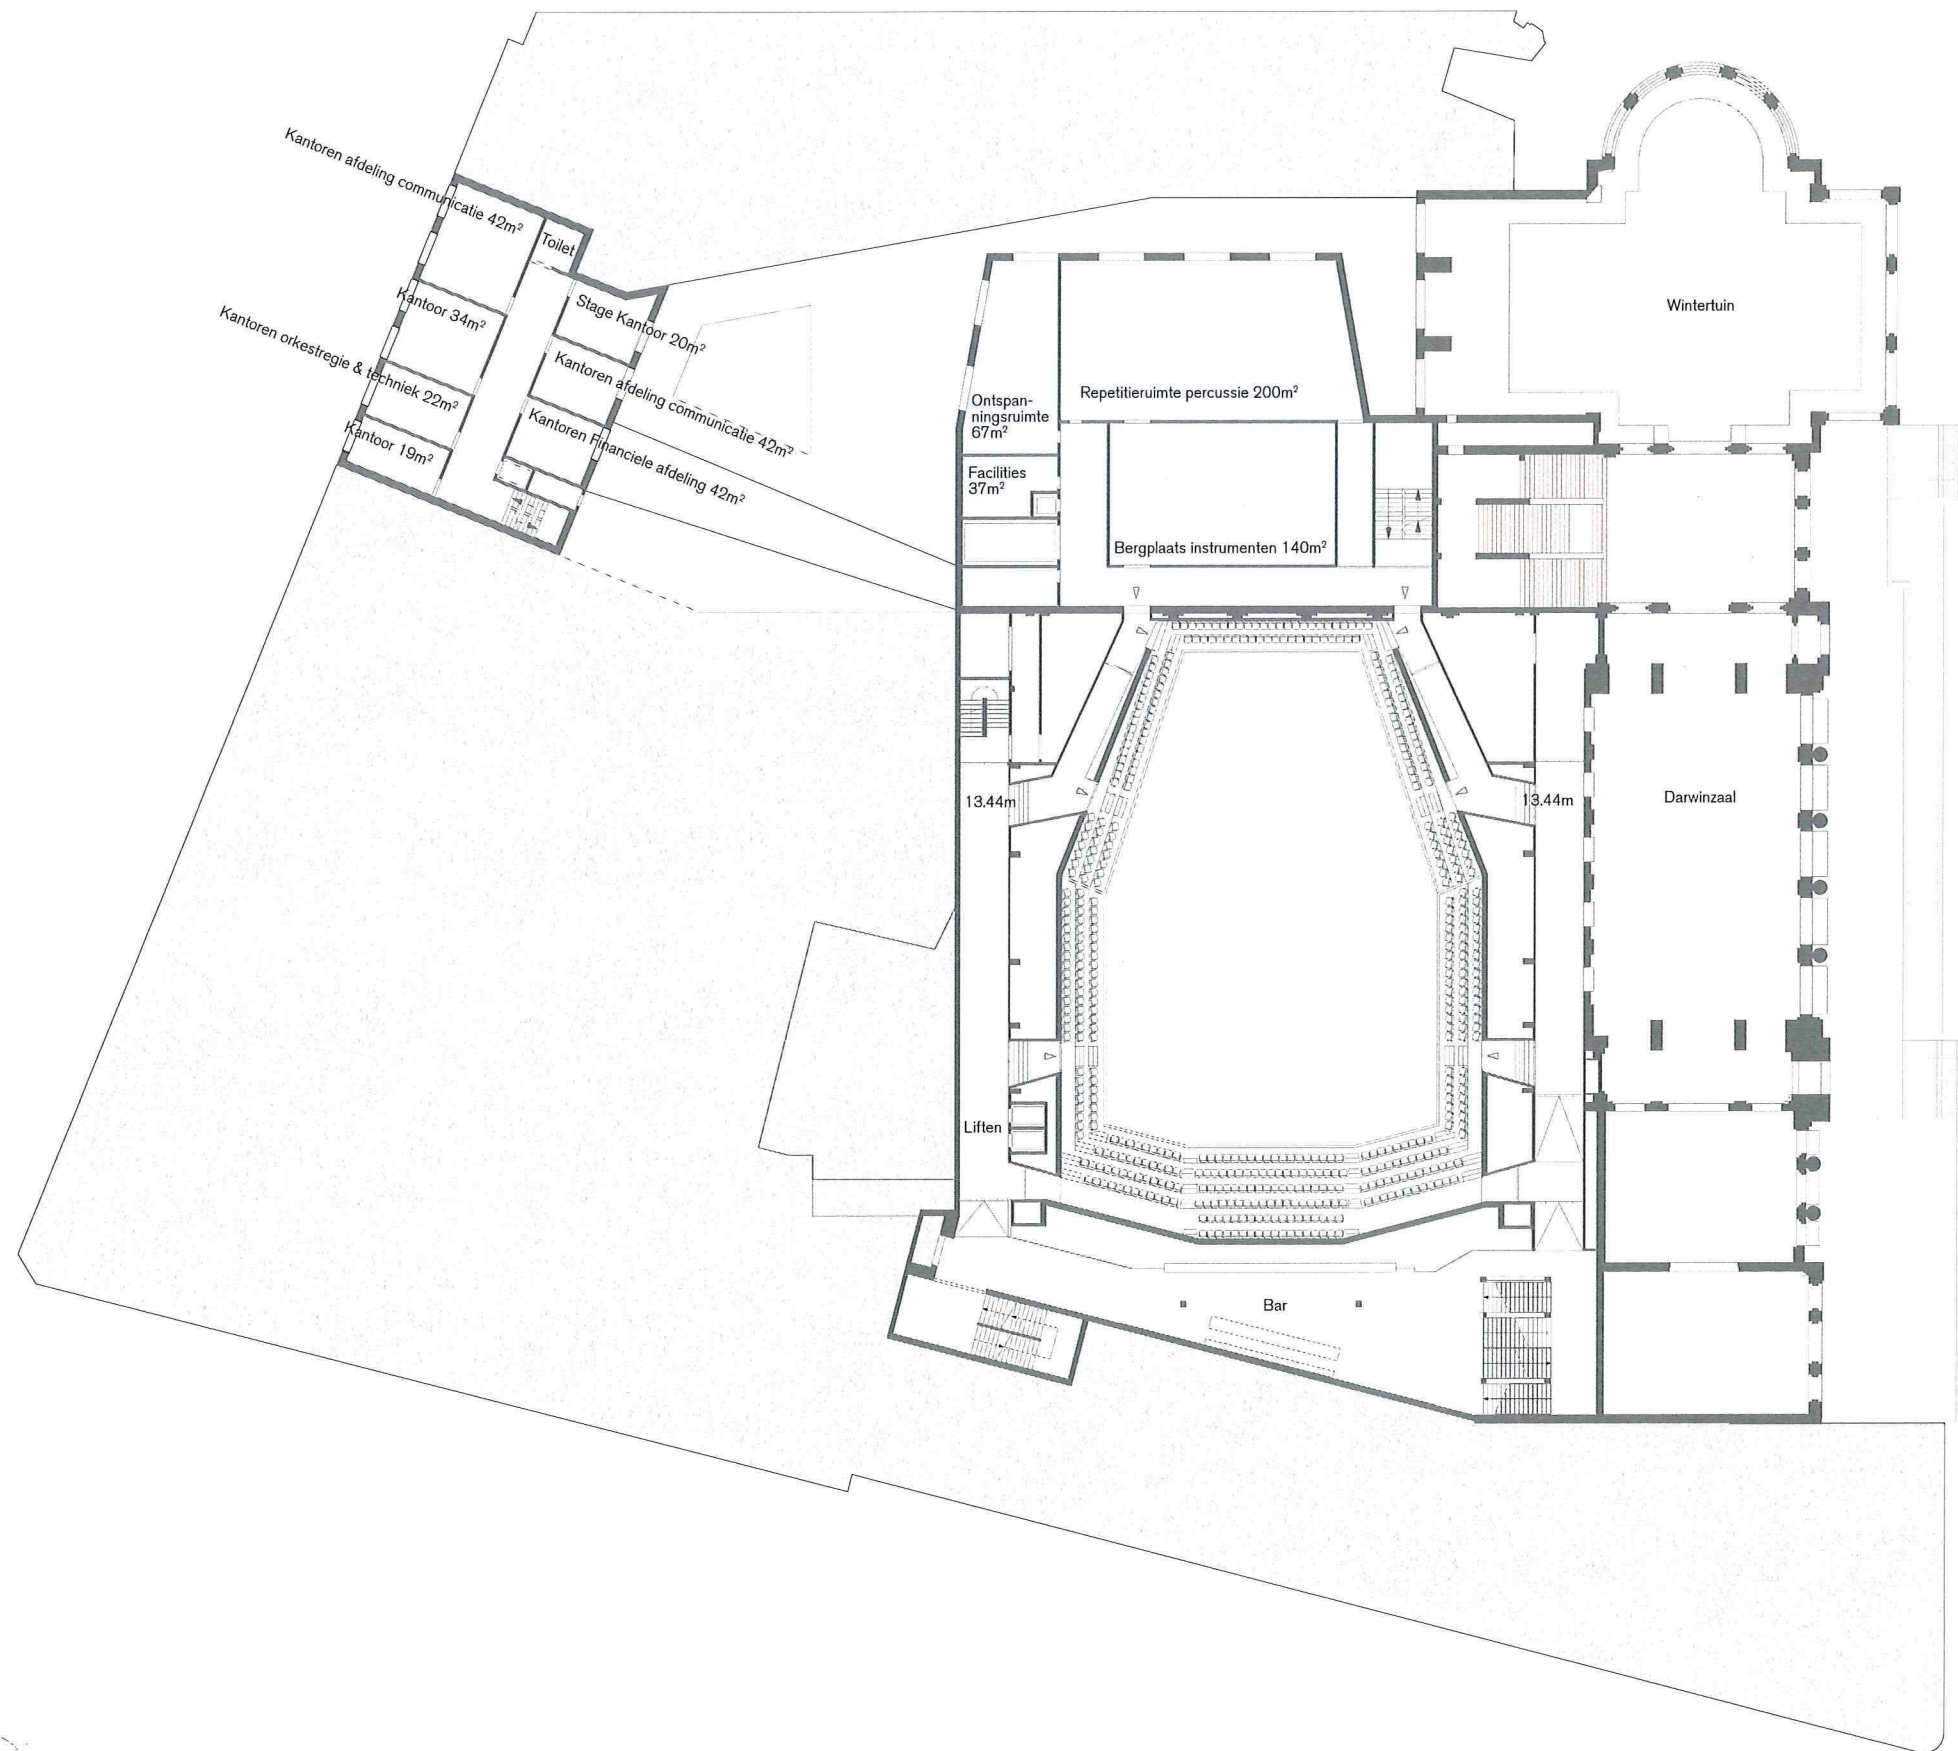 Kantoren afdeling communicatie 42m²
Toilet
Kantoor 34m²
Stage Kantoor 20m²
Kantoren orkestregie & techniek 22m²
Kantoren afdeling communicatie 42m²
Kantoor 19m²
Kantoren Financiele afdeling 42m²
Wintertuin
Ontspan-
ningsruimte
67m²
Repetitieruimte percussie 200m²
Facilities
37m²
Bergplaats instrumenten 140m²
13.44m
13.44m
Darwinzaal
Liften
Bar